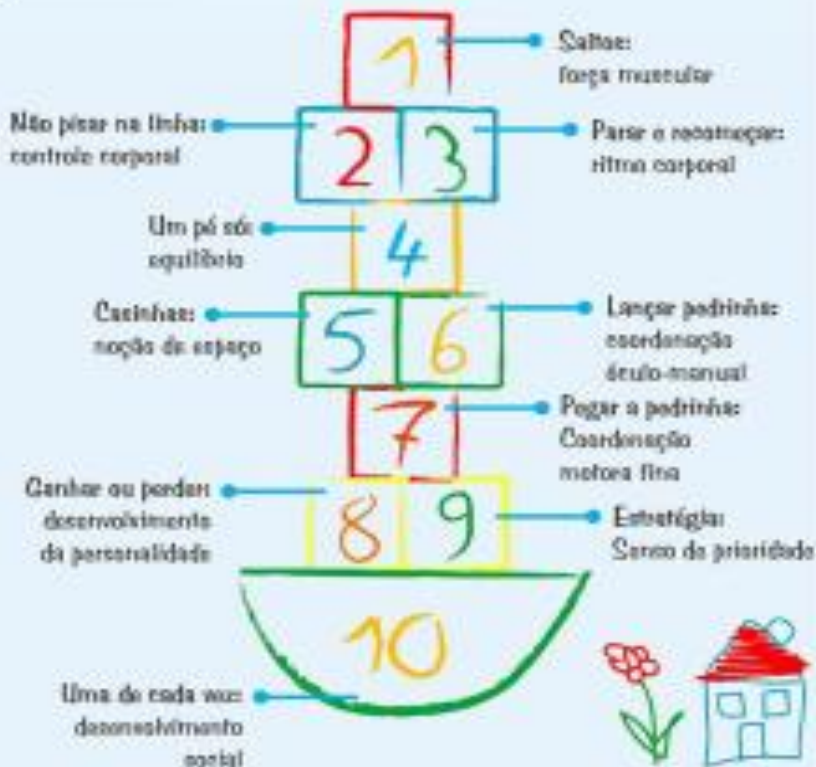 1
Saltos:
força muscular
Não pisar na linha:
controle corporal
2
3
Parar e recomeçar:
ritmo corporal
Um pé só:
equilíbrio
4
Casinhas:
noção de espaço
5
6
Lançar pedrinha:
coordenação
óculo-manual
7
Pegar a pedrinha:
Coordenação
motora fina
Ganhar ou perder:
desenvolvimento
da personalidade
8
9
Estratégia:
Senso de prioridade
10
Uma de cada vez:
desenvolvimento
social